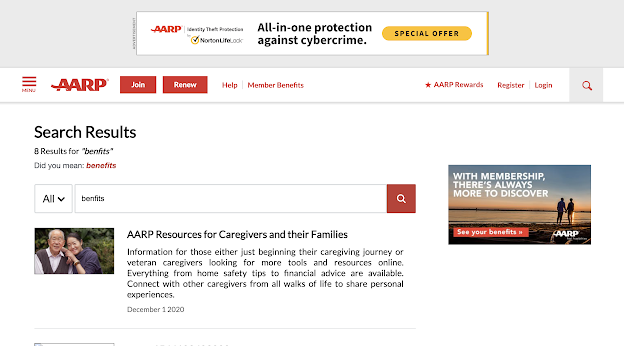 ADVERTISEMENT
AARP Identity Theft Protection
by NortonLifeLock
All-in-one protection
against cybercrime.
SPECIAL OFFER
MENU
AARP
Join
Renew
Help
Member Benefits
★ AARP Rewards
Register
Login
Search Results
8 Results for "benfits"
Did you mean: benefits
All
benfits
AARP Resources for Caregivers and their Families
Information for those either just beginning their caregiving journey or
veteran caregivers looking for more tools and resources online.
Everything from home safety tips to financial advice are available.
Connect with other caregivers from all walks of life to share personal
experiences.
December 1 2020
WITH MEMBERSHIP,
THERE'S ALWAYS
MORE TO DISCOVER
See your benefits »
AARP